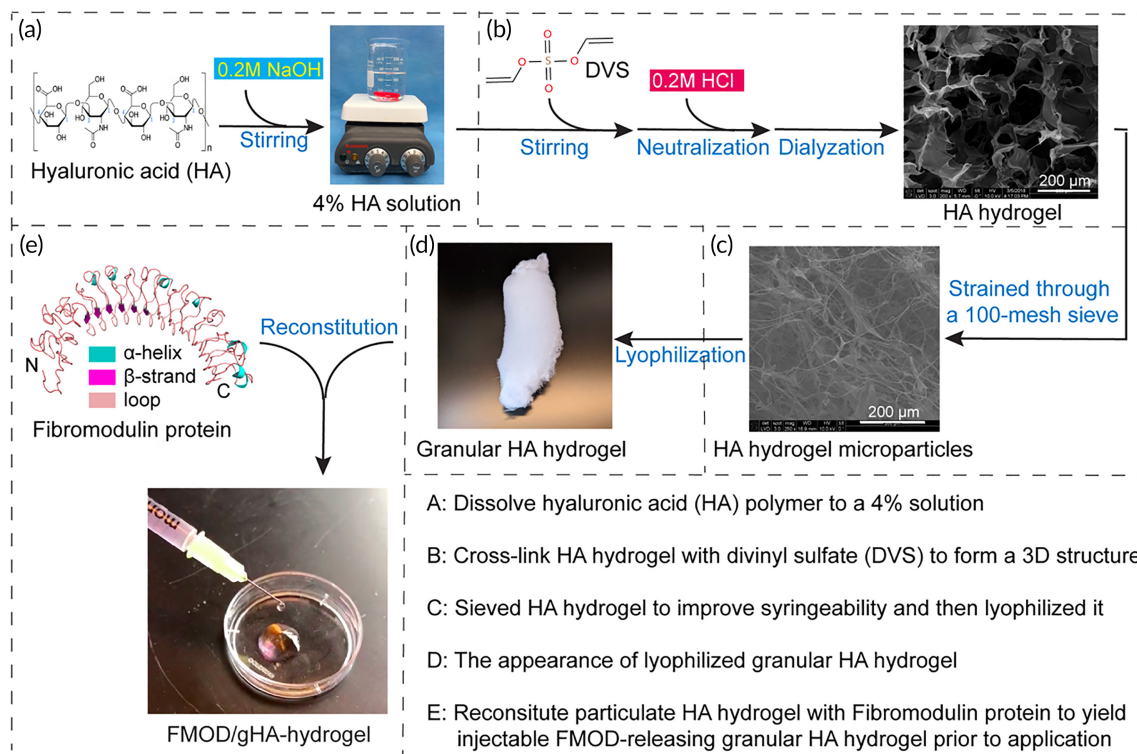 (a)
0.2M NaOH
Stirring
Hyaluronic acid (HA)
4% HA solution
OH
O
HO
NH
n
(b)
DVS
O
S
0.2M HCl
Stirring
Neutralization
Dialyzation
200 µm
HA hydrogel
Strained through
a 100-mesh sieve
(c)
200 µm
HA hydrogel microparticles
Lyophilization
(d)
Granular HA hydrogel
(e)
Reconstitution
N
C
α-helix
β-strand
loop
Fibromodulin protein
FMOD/gHA-hydrogel
A: Dissolve hyaluronic acid (HA) polymer to a 4% solution
B: Cross-link HA hydrogel with divinyl sulfate (DVS) to form a 3D structure
C: Sieved HA hydrogel to improve syringeability and then lyophilized it
D: The appearance of lyophilized granular HA hydrogel
E: Reconsitute particulate HA hydrogel with Fibromodulin protein to yield
injectable FMOD-releasing granular HA hydrogel prior to application